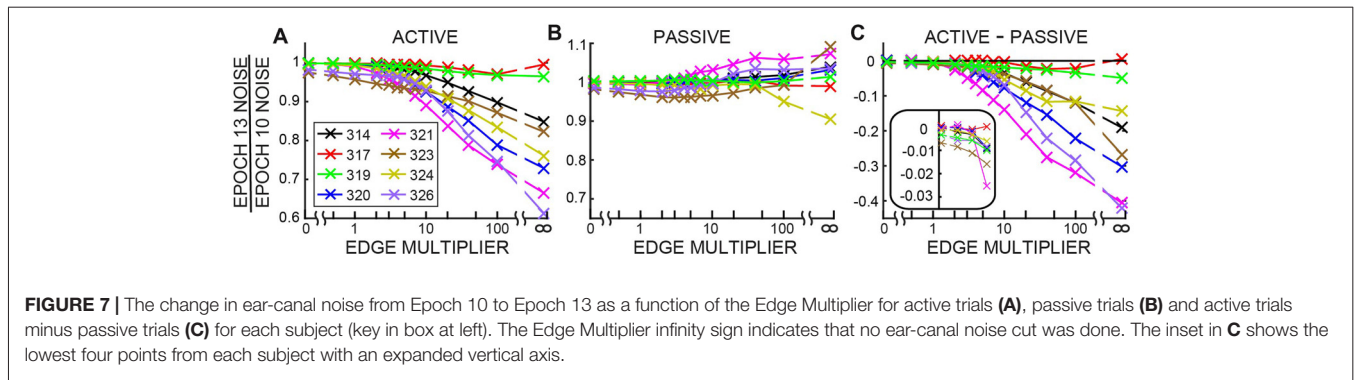 A
ACTIVE
B
PASSIVE
C
ACTIVE - PASSIVE
EPOCH 13 NOISE
EPOCH 10 NOISE
1
0.9
0.8
0.7
0.6
314 321
317 323
319 324
320 326
0 1 10 100 ∞
EDGE MULTIPLIER
1.1
1
0.9
0.8
0.7
0 1 10 100 ∞
EDGE MULTIPLIER
0
-0.1
-0.2
-0.3
-0.4
0
-0.01
-0.02
-0.03
0 1 10 100 ∞
EDGE MULTIPLIER
FIGURE 7 | The change in ear-canal noise from Epoch 10 to Epoch 13 as a function of the Edge Multiplier for active trials (A), passive trials (B) and active trials
minus passive trials (C) for each subject (key in box at left). The Edge Multiplier infinity sign indicates that no ear-canal noise cut was done. The inset in C shows the
lowest four points from each subject with an expanded vertical axis.